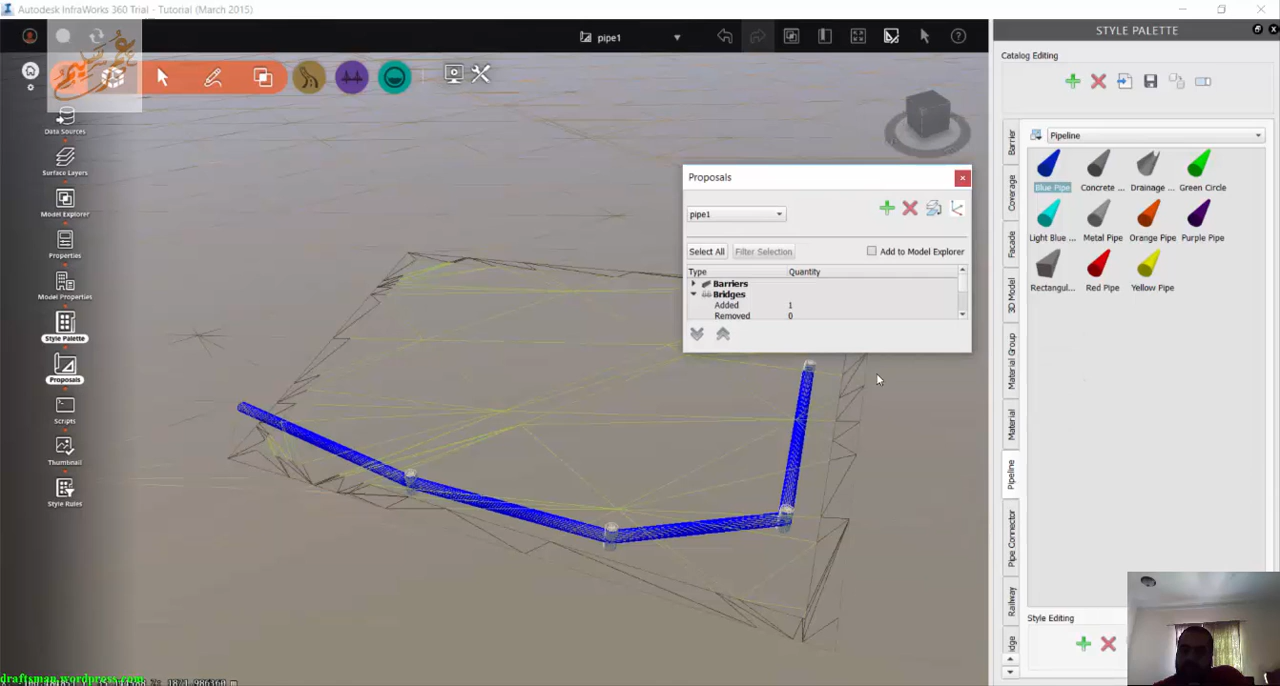 Autodesk InfraWorks 360 Trial - Tutorial (March 2015)
pipe1
Data Sources
Surface Layers
Model Explorer
Properties
Model Properties
Style Palette
Proposals
Scripts
Thumbnail
Style Rules
Proposals
pipe1
Select All
Filter Selection
Add to Model Explorer
Type Quantity
Barriers
Bridges
Added 1
Removed 0
STYLE PALETTE
Catalog Editing
Pipeline
Barrier
Coverage
Facade
3D Model
Material Group
Material
Pipeline
Pipe Connector
Railway
Blue Pipe Concrete ... Drainage ... Green Circle
Light Blue ... Metal Pipe Orange Pipe Purple Pipe
Rectangul... Red Pipe Yellow Pipe
Style Editing
draftsman.wordpress.com